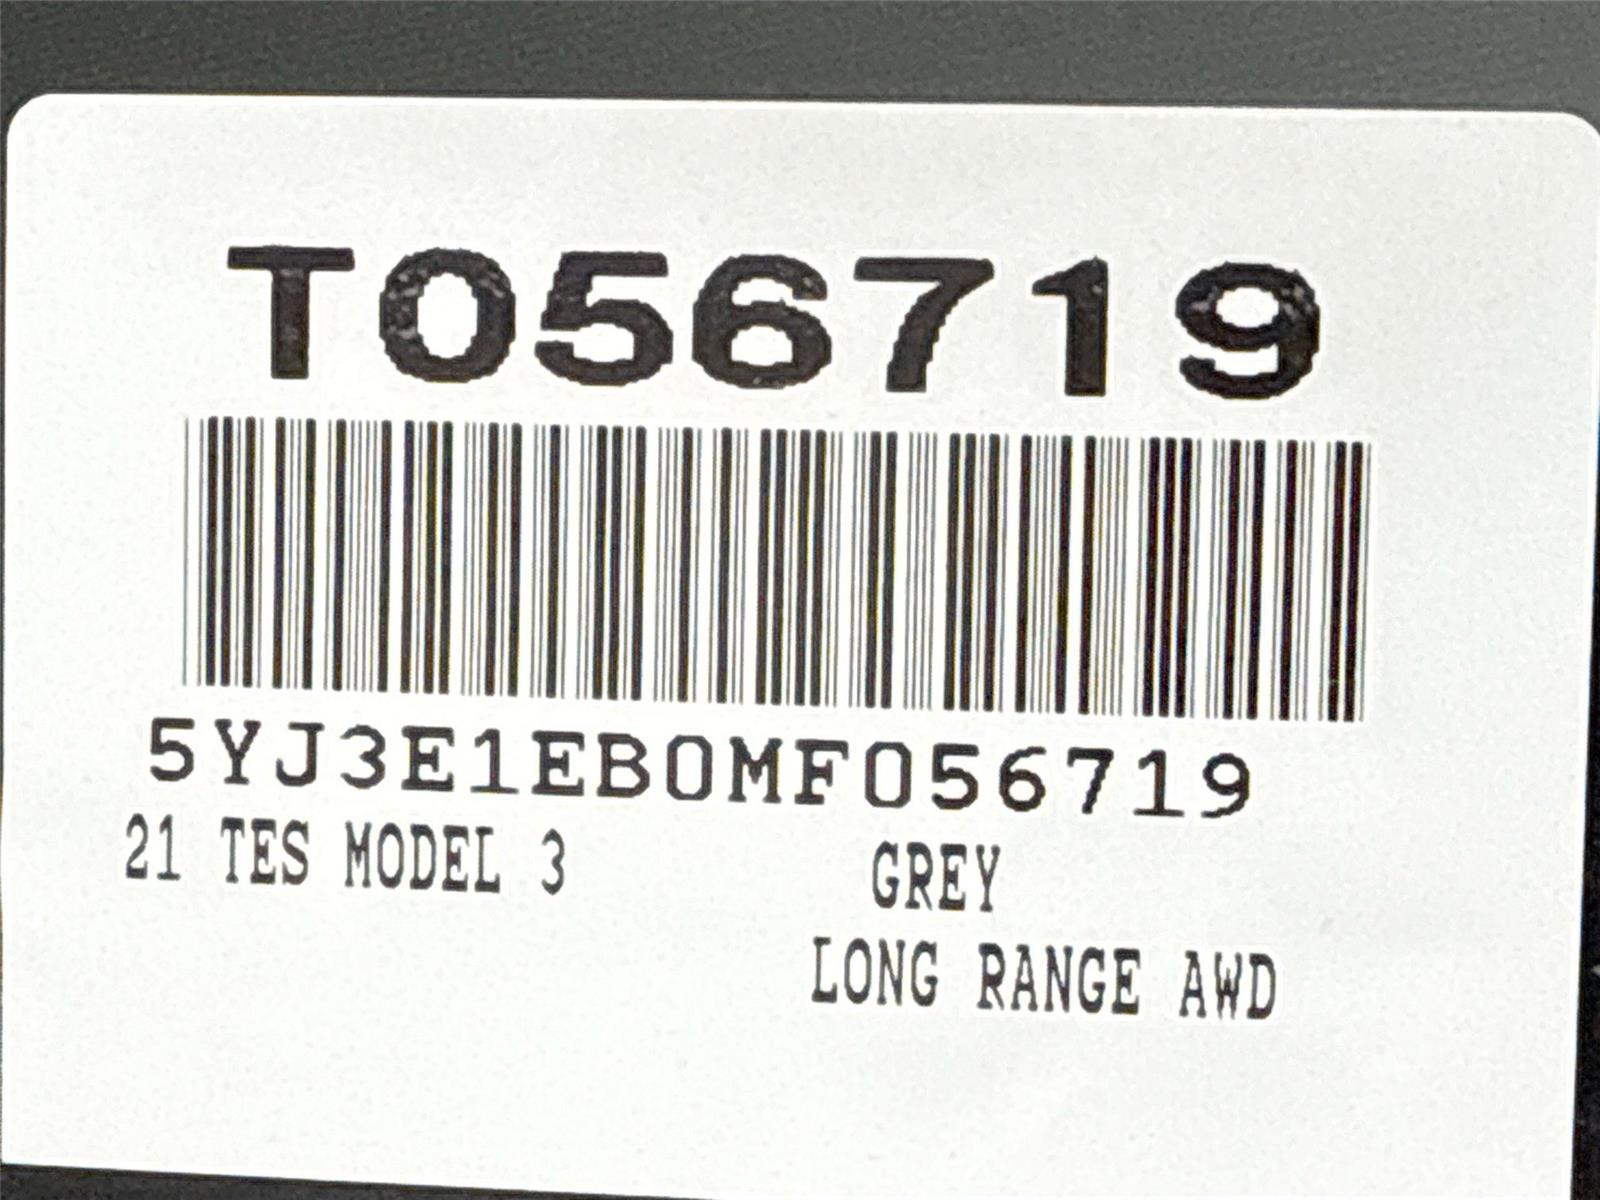 T056719
5YJ3E1EB0MF056719
21 TES MODEL 3 GREY
LONG RANGE AWD